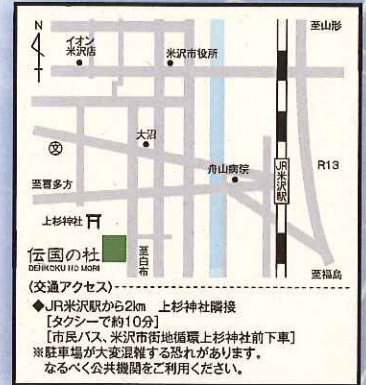 N
至山形
イオン
米沢店
米沢市役所
大沼
文
舟山病院
JR米沢駅
R13
至喜多方
上杉神社
伝国の杜
DENKOKU NO MORI
至白布
至福島
〈交通アクセス〉
◆JR米沢駅から2km 上杉神社隣接
[タクシーで約10分]
[市民バス、米沢市街地循環上杉神社前下車]
※駐車場が大変混雑する恐れがあります。
なるべく公共機関をご利用ください。